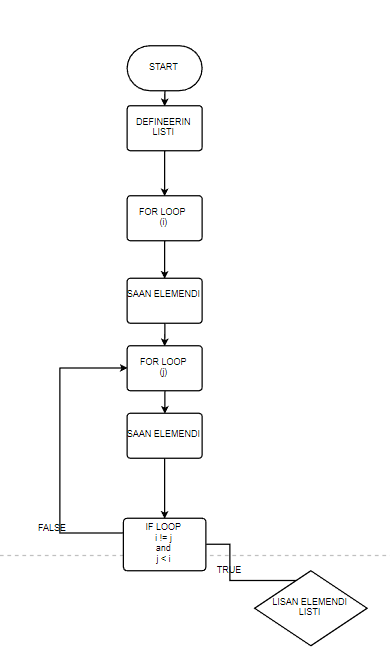 START
DEFINEERIN
LISTI
FOR LOOP
(i)
SAAN ELEMENDI
FOR LOOP
(j)
SAAN ELEMENDI
IF LOOP
i != j
and
j < i
FALSE
TRUE
LISAN ELEMENDI
LISTI